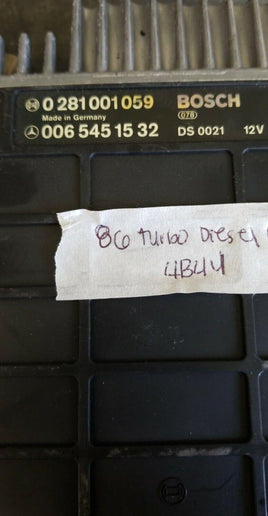 0 281 001 059 BOSCH
Made in Germany 078
006 545 15 32 DS 0021 12V
86 turbo Diesel
4B44